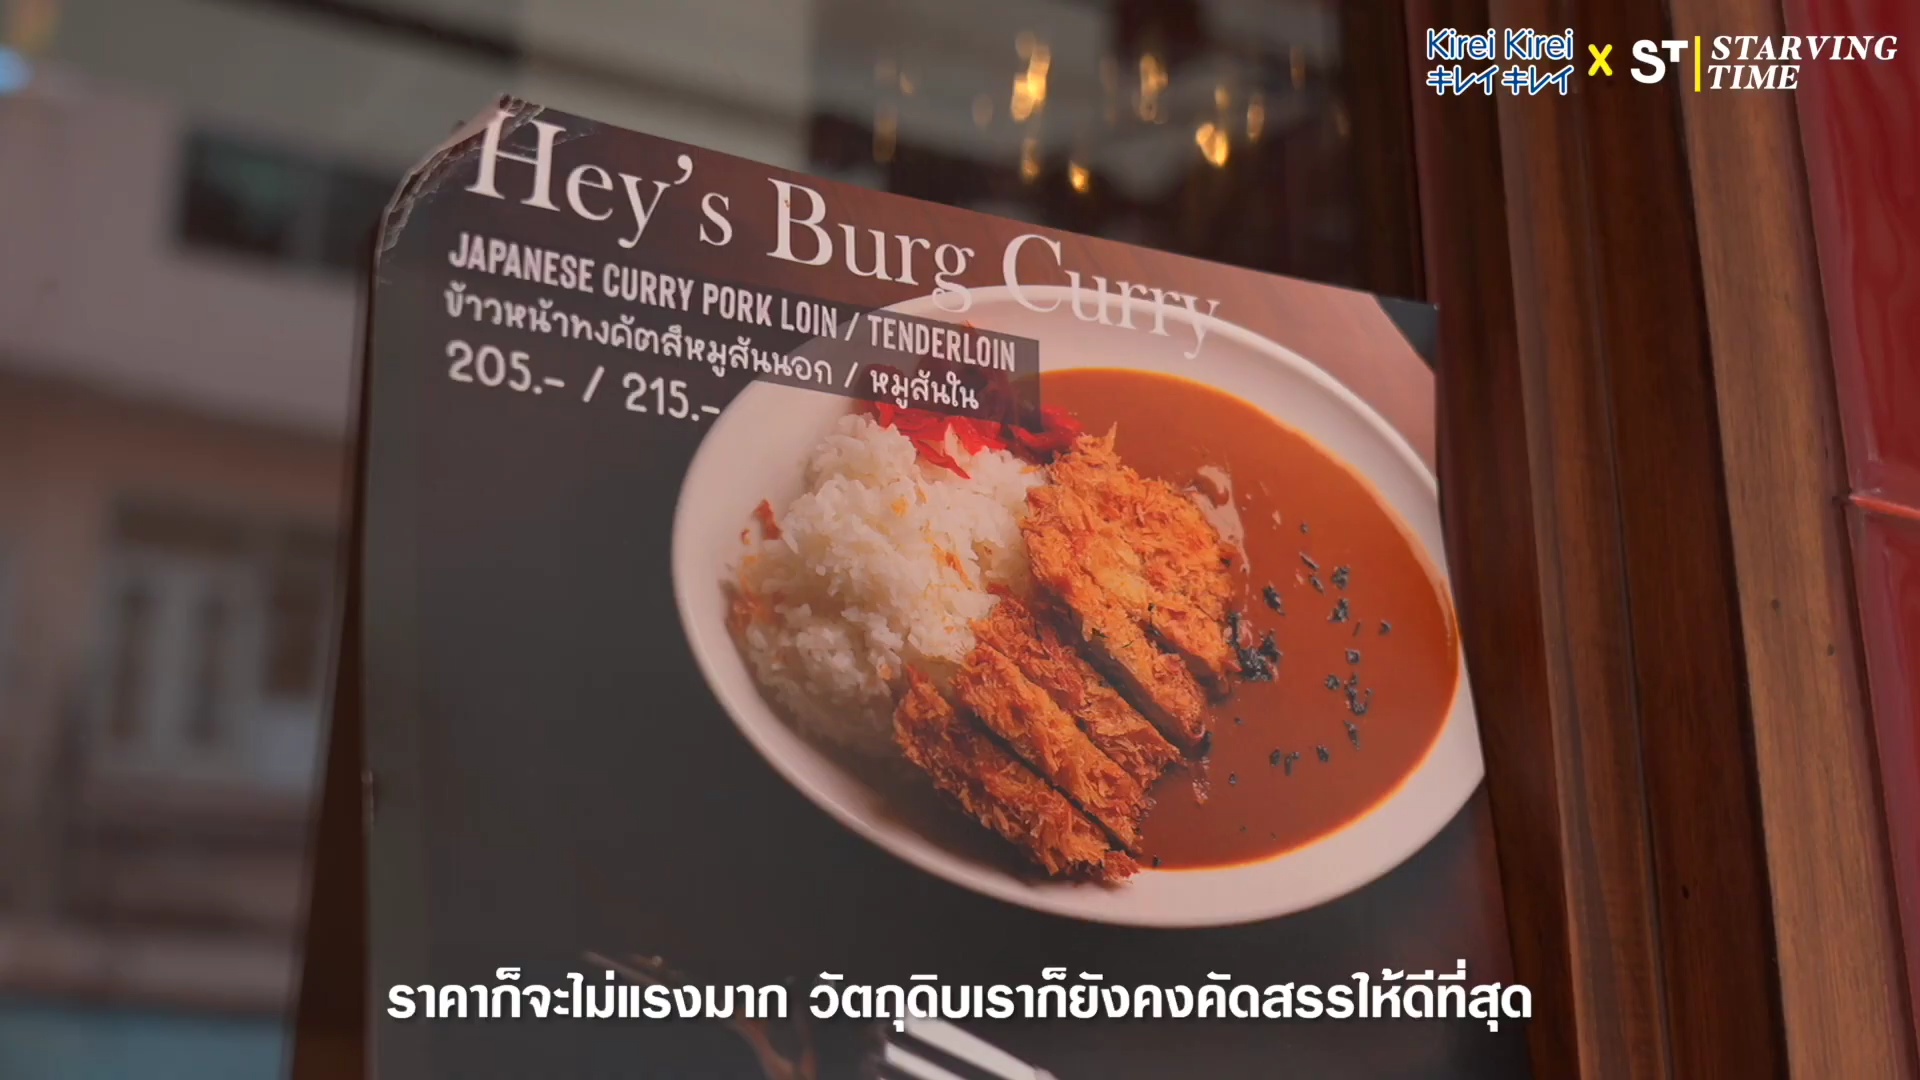 Kirei Kirei
キレイキレイ
X
ST
STARVING
TIME
Hey's Burg Curry
JAPANESE CURRY PORK LOIN / TENDERLOIN
ข้าวหน้าทงคัตสึหมูสันนอก / หมูสันใน
205.- / 215.-
ราคาก็จะไม่แรงมาก วัตถุดิบเราก็ยังคงคัดสรรให้ดีที่สุด